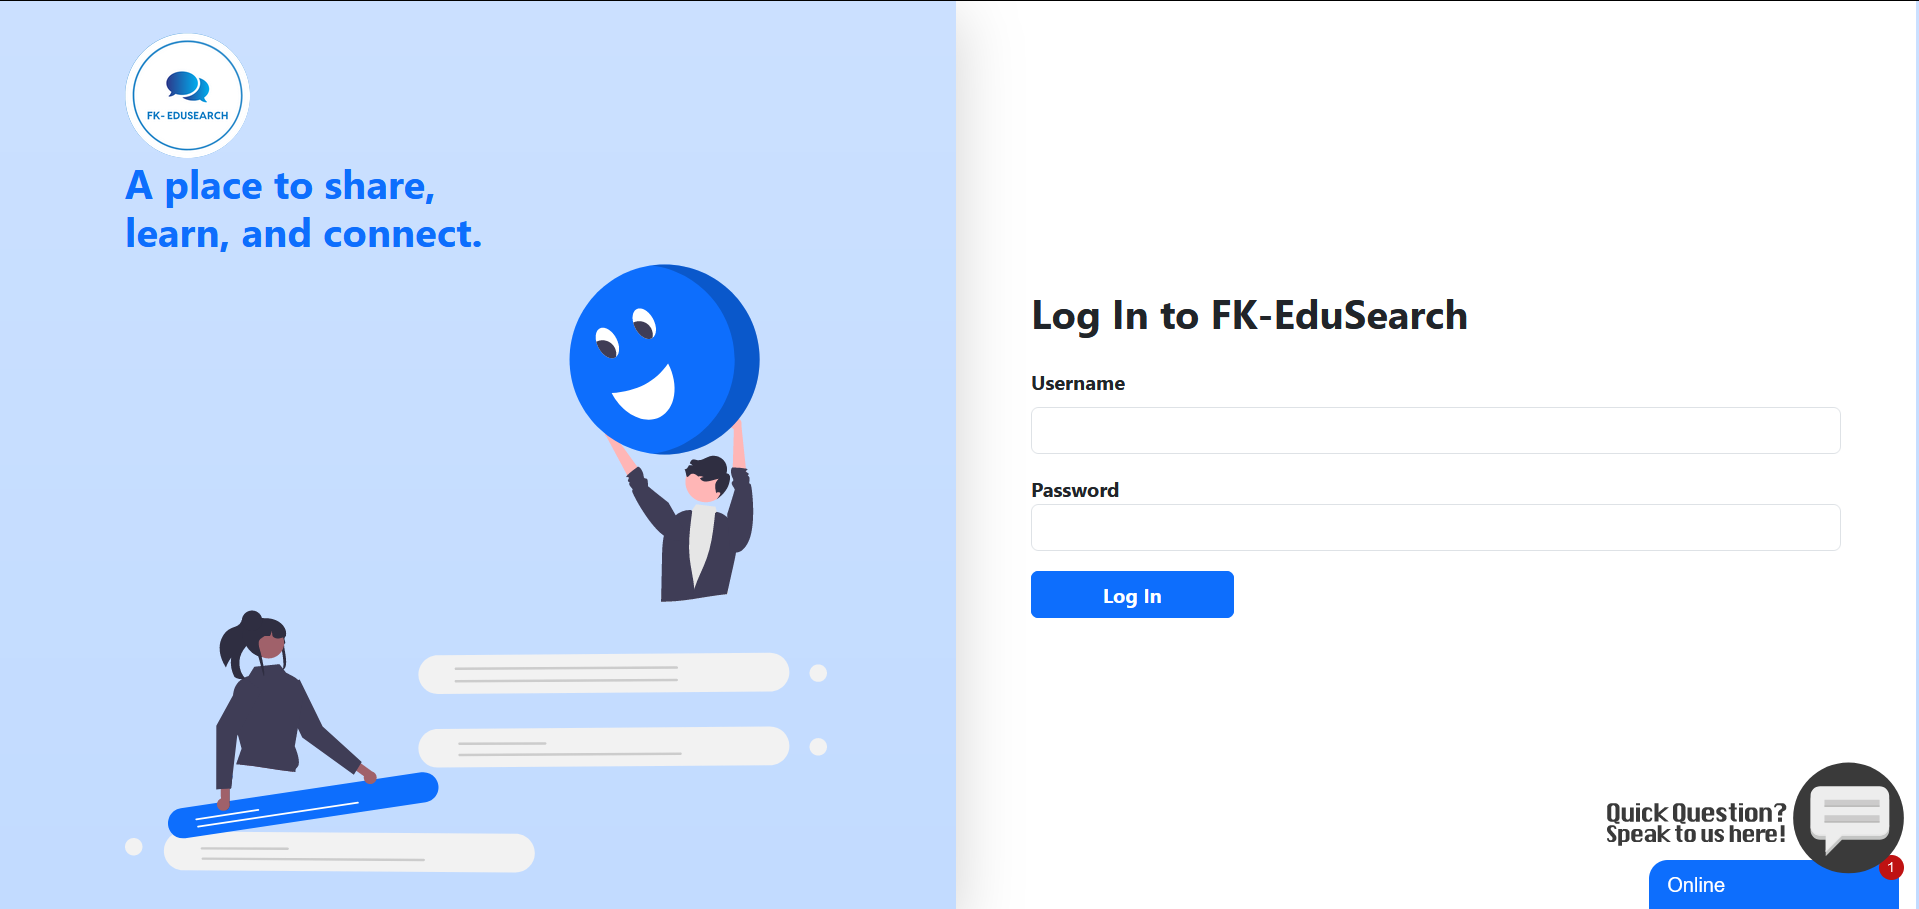 FK- EDUSEARCH
A place to share,
learn, and connect.
Log In to FK-EduSearch
Username
Password
Log In
Quick Question?
Speak to us here!
1
Online